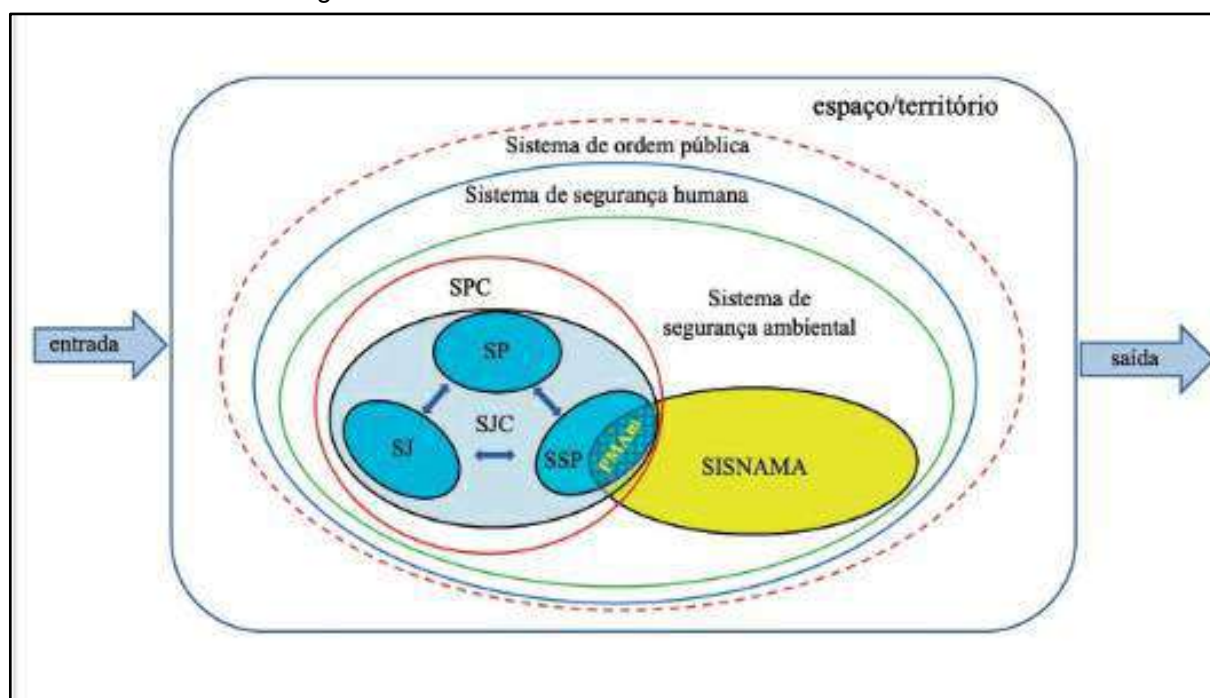 espaço/território
Sistema de ordem pública
Sistema de segurança humana
SPC
Sistema de
segurança ambiental
entrada
SP
saída
SJ
SJC
SSP
PMAm
SISNAMA